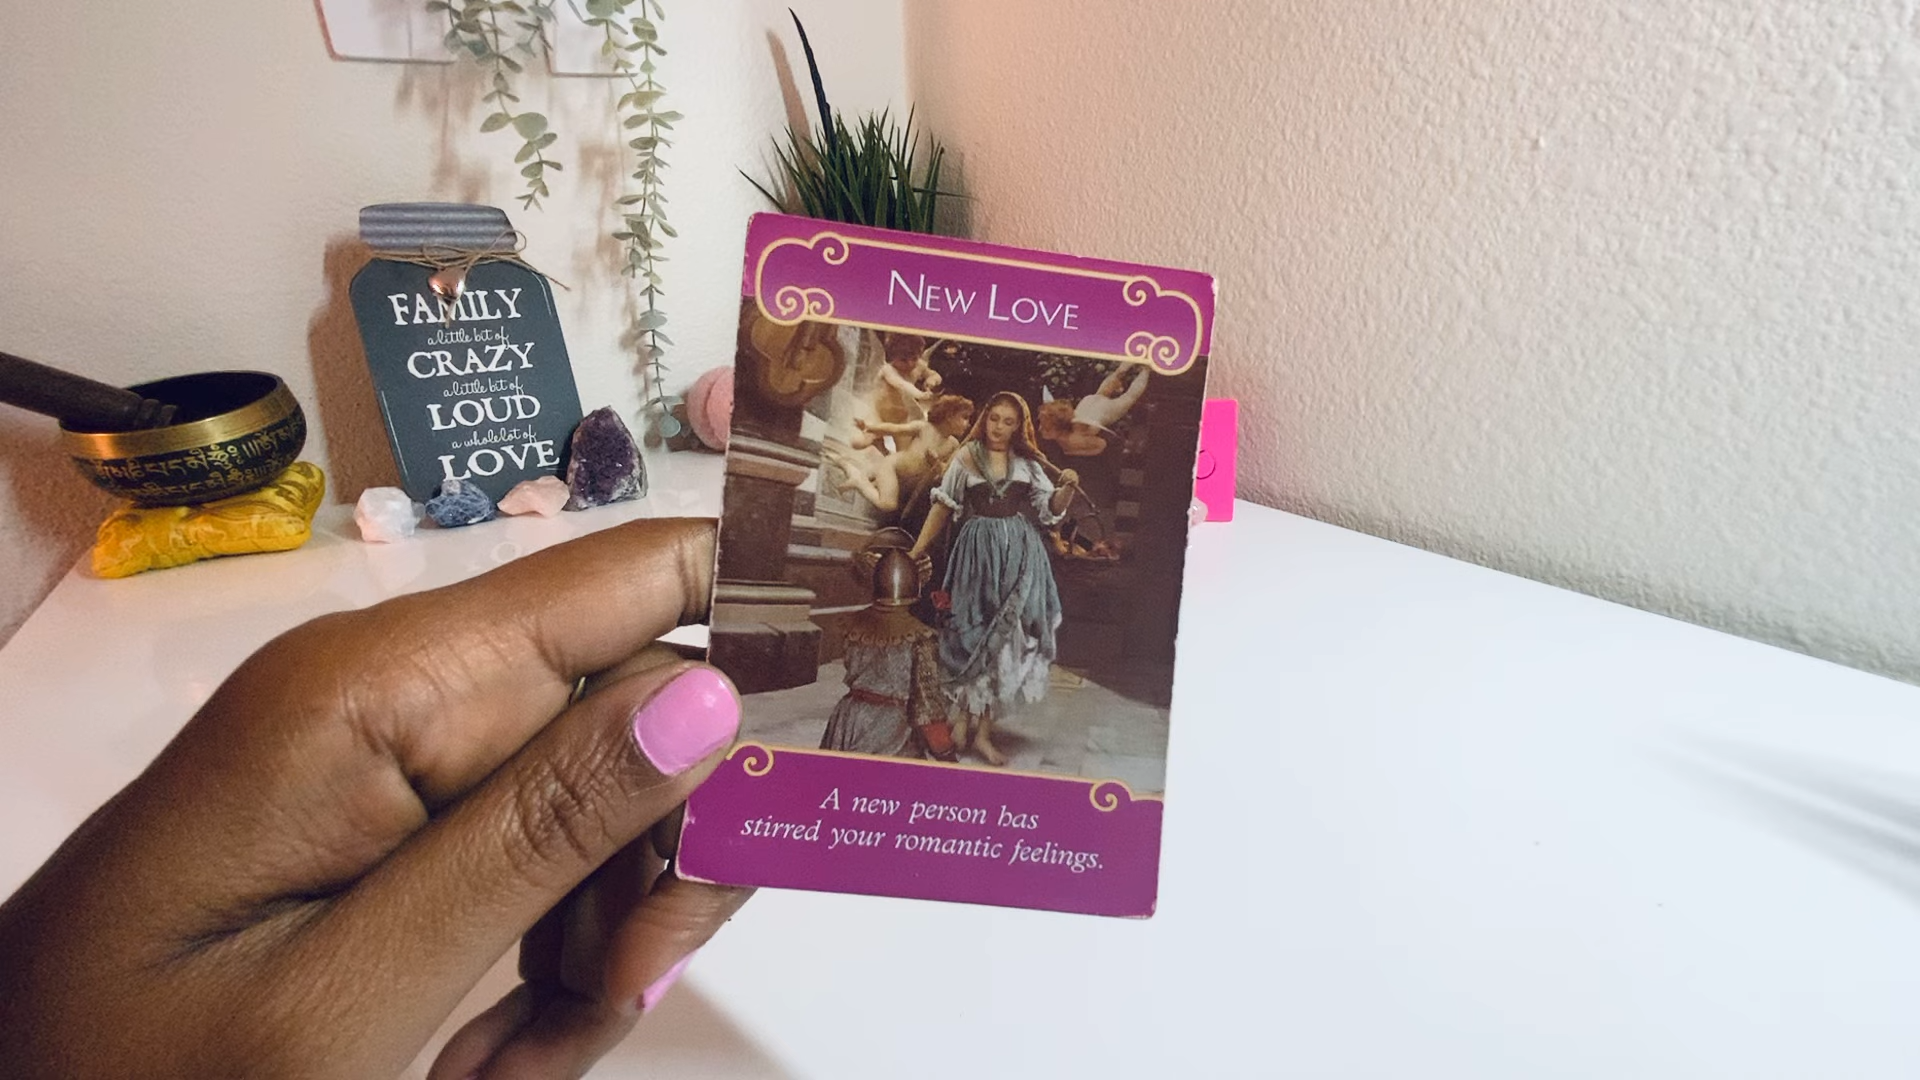 FAMILY
a little bit of
CRAZY
a little bit of
LOUD
a whole lot of
LOVE
NEW LOVE
A new person has
stirred your romantic feelings.